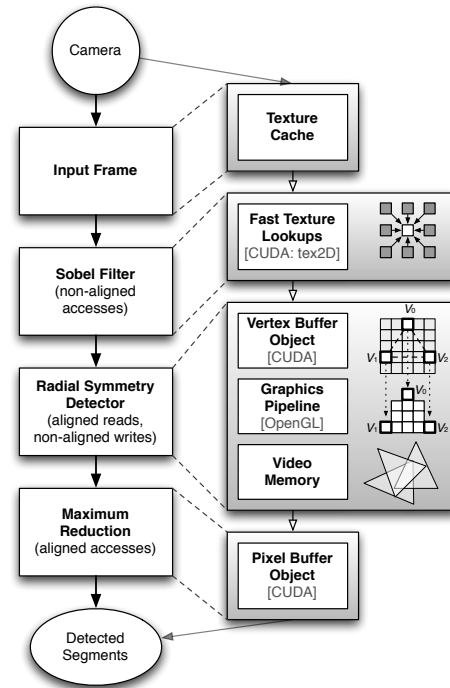 Camera
Input Frame
Sobel Filter
(non-aligned
accesses)
Radial Symmetry
Detector
(aligned reads,
non-aligned writes)
Maximum
Reduction
(aligned accesses)
Detected
Segments
Texture
Cache
Fast Texture
Lookups
[CUDA: tex2D]
Vertex Buffer
Object
[CUDA]
V0
V1
V2
Graphics
Pipeline
[OpenGL]
V0
V1
V2
Video
Memory
Pixel Buffer
Object
[CUDA]